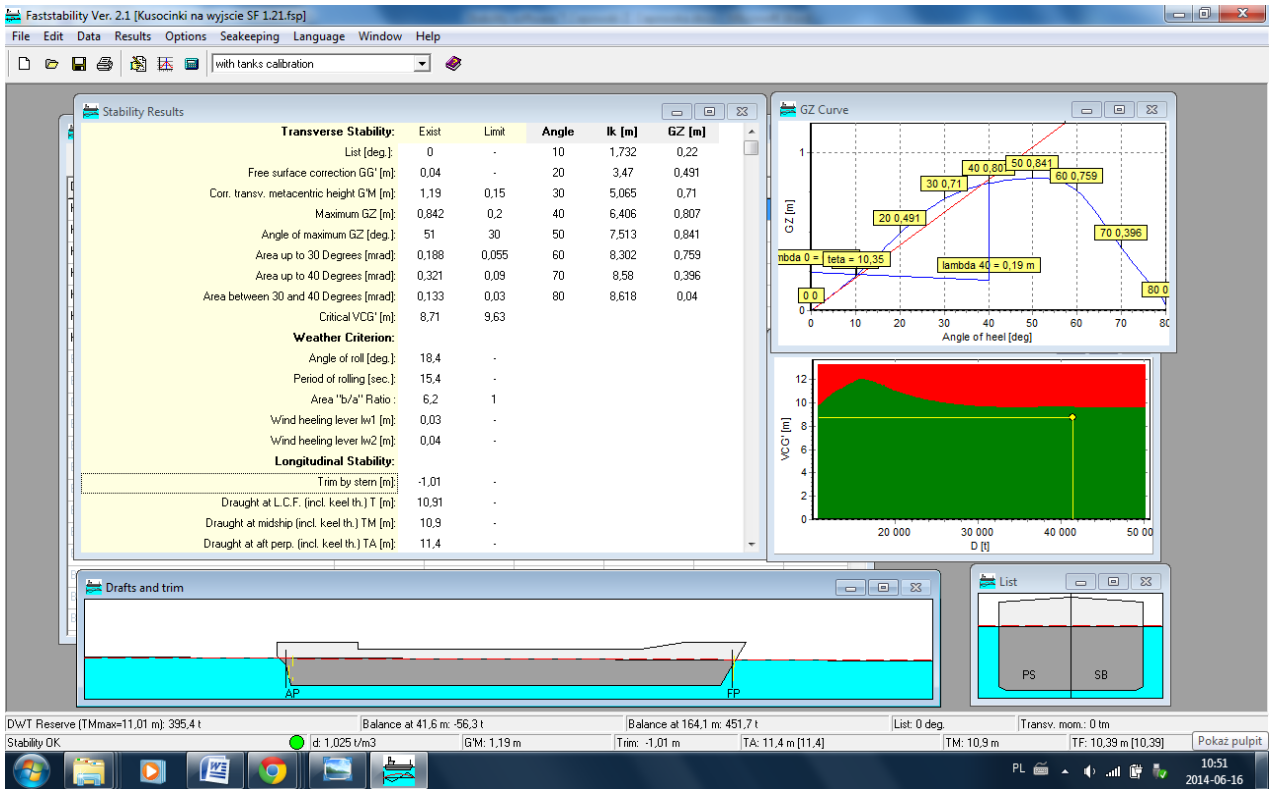 Faststability Ver. 2.1 [Kusocinki na wyjscie SF 1.21.fsp]
File Edit Data Results Options Seakeeping Language Window Help
with tanks calibration
Stability Results
Transverse Stability: Exist Limit Angle lk [m] GZ [m]
List [deg.]: 0 - 10 1,732 0,22
Free surface correction GG' [m]: 0,04 - 20 3,47 0,491
Corr. transv. metacentric height G'M [m]: 1,19 0,15 30 5,065 0,71
Maximum GZ [m]: 0,842 0,2 40 6,406 0,807
Angle of maximum GZ [deg.]: 51 30 50 7,513 0,841
Area up to 30 Degrees [mrad]: 0,188 0,055 60 8,302 0,759
Area up to 40 Degrees [mrad]: 0,321 0,09 70 8,58 0,396
Area between 30 and 40 Degrees [mrad]: 0,133 0,03 80 8,618 0,04
Critical VCG' [m]: 8,71 9,63
Weather Criterion:
Angle of roll [deg.]: 18,4 -
Period of rolling [sec.]: 15,4 -
Area "b/a" Ratio : 6,2 1
Wind heeling lever lw1 [m]: 0,03 -
Wind heeling lever lw2 [m]: 0,04 -
Longitudinal Stability:
Trim by stern [m]: -1,01 -
Draught at L.C.F. (incl. keel th.) T [m]: 10,91 -
Draught at midship (incl. keel th.) TM [m]: 10,9 -
Draught at aft perp. (incl. keel th.) TA [m]: 11,4 -
GZ Curve
1
GZ [m]
40 0,807 50 0,841
60 0,759
30 0,71
20 0,491
70 0,396
mbda 0 = teta = 10,35
lambda 40 = 0,19 m
0 0
80 0
0
0 10 20 30 40 50 60 70 80
Angle of heel [deg]
VCG' [m]
12
10
8
6
4
2
0
20 000 30 000 40 000 50 00
D [t]
Drafts and trim
AP FP
List
PS SB
DWT Reserve (TMmax=11,01 m): 395,4 t Balance at 41,6 m: -56,3 t Balance at 164,1 m: 451,7 t List: 0 deg. Transv. mom.: 0 tm
Stability OK d: 1,025 t/m3 G'M: 1,19 m Trim: -1,01 m TA: 11,4 m [11,4] TM: 10,9 m TF: 10,39 m [10,39] Pokaż pulpit
PL 10:51
2014-06-16